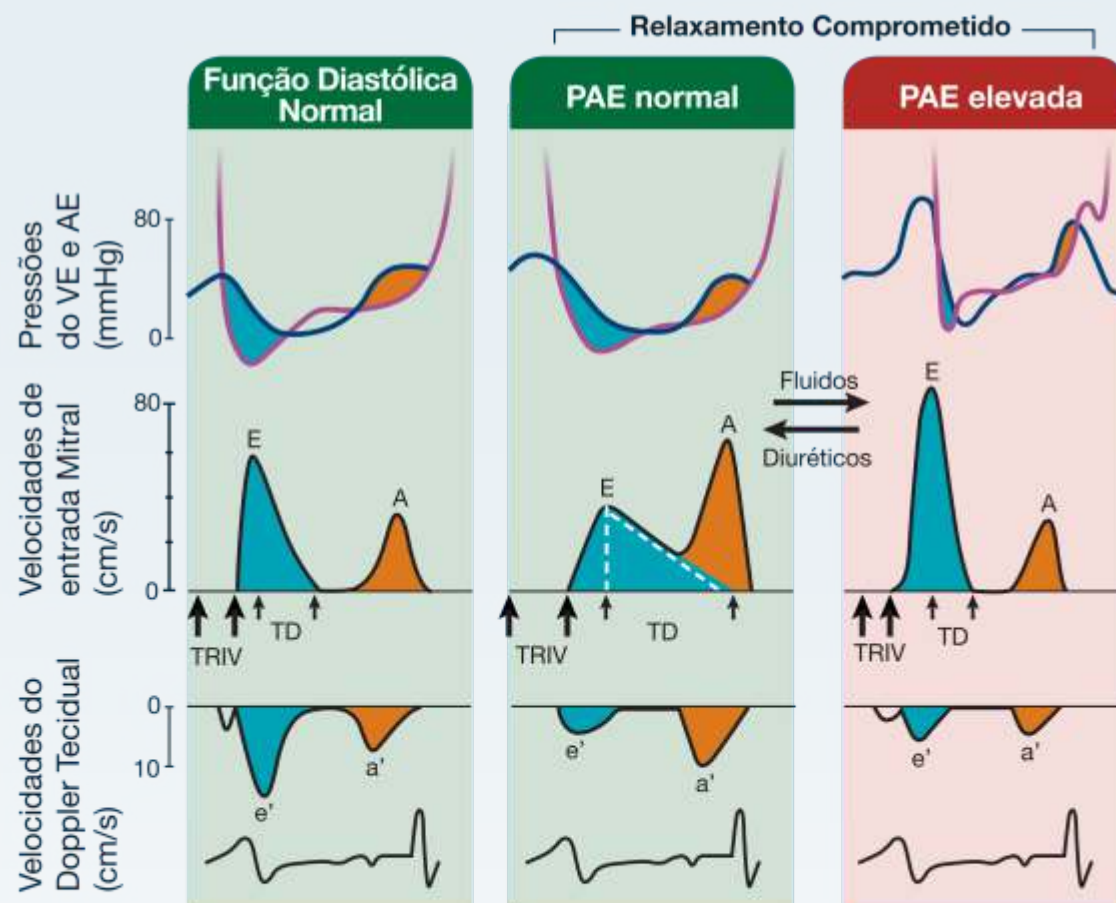 Relaxamento Comprometido
Função Diastólica
Normal
PAE normal
PAE elevada
Pressões
do VE e AE
(mmHg)
80
0
Velocidades de
entrada Mitral
(cm/s)
80
0
E
A
TRIV
TD
E
A
TRIV
TD
Fluidos
Diuréticos
E
A
TRIV
TD
Velocidades do
Doppler Tecidual
(cm/s)
0
10
e'
a'
e'
a'
e'
a'